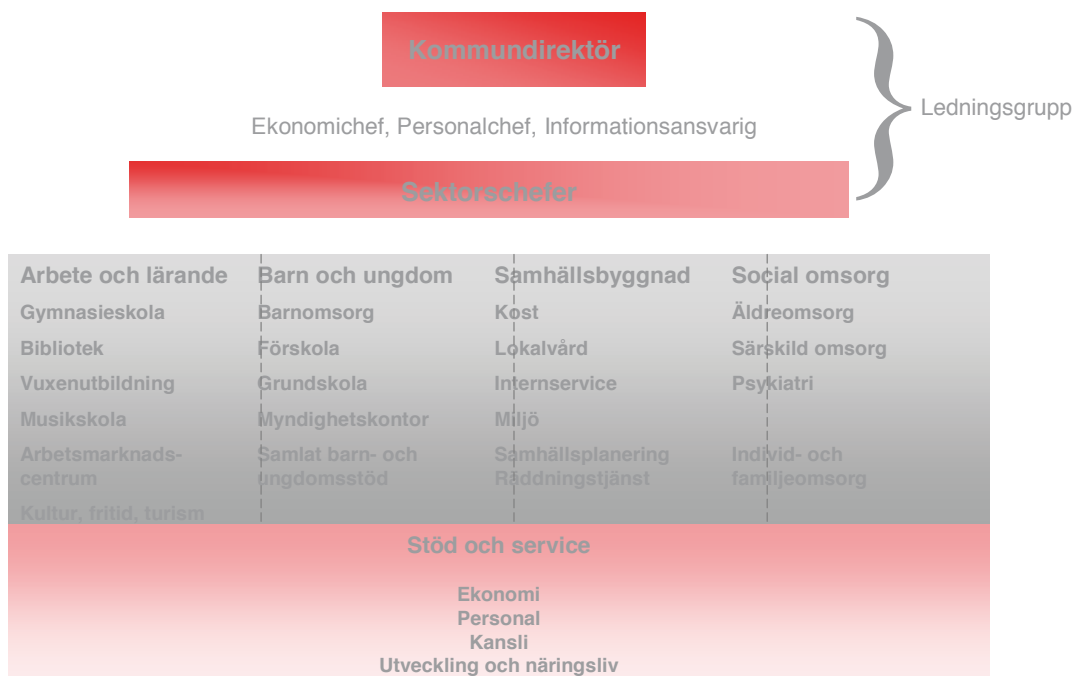 Kommundirektör
Ledningsgrupp
Ekonomichef, Personalchef, Informationsansvarig
Sektorschefer
Arbete och lärande
Gymnasieskola
Bibliotek
Vuxenutbildning
Musikskola
Arbetsmarknads-
centrum
Kultur, fritid, turism
Barn och ungdom
Barnomsorg
Förskola
Grundskola
Myndighetskontor
Samlat barn- och
ungdomsstöd
Samhällsbyggnad
Kost
Lokalvård
Internservice
Miljö
Samhällsplanering
Räddningstjänst
Social omsorg
Äldreomsorg
Särskild omsorg
Psykiatri
Individ- och
familjeomsorg
Stöd och service
Ekonomi
Personal
Kansli
Utveckling och näringsliv